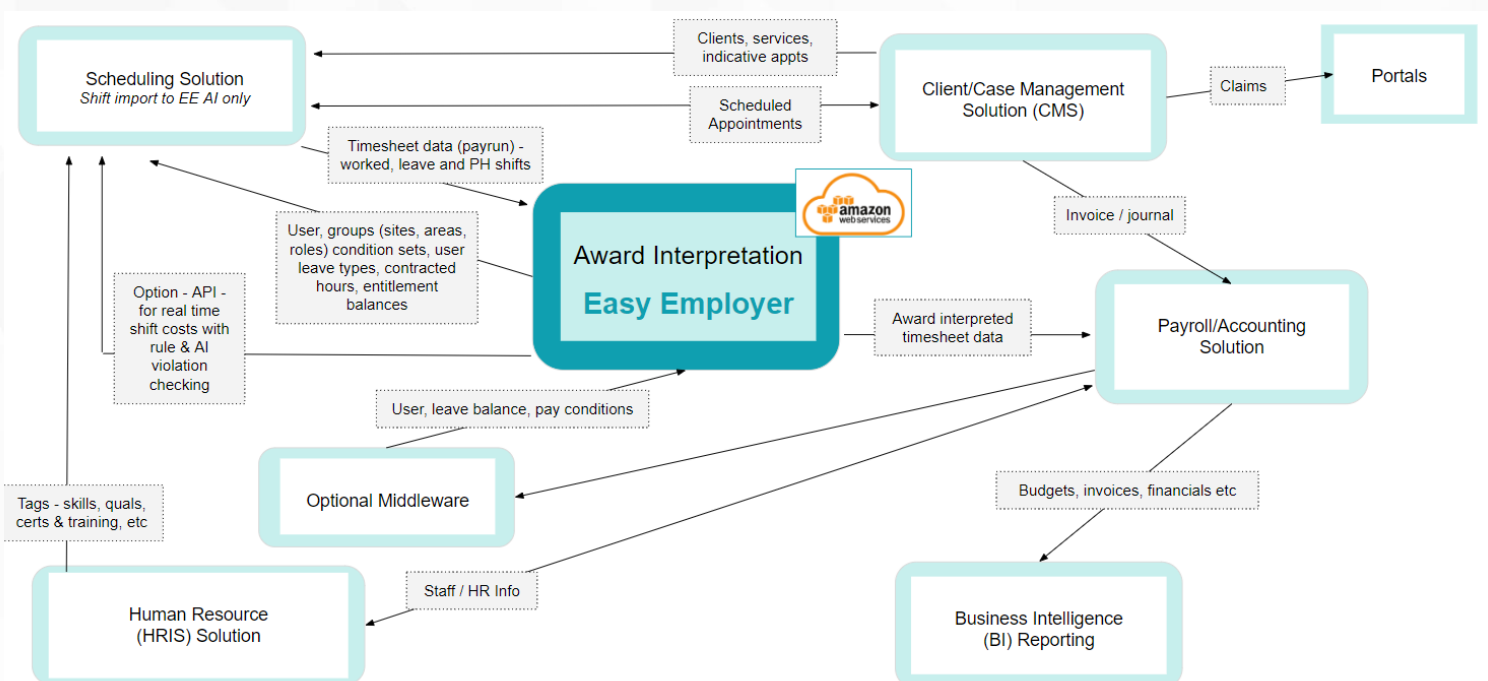 Scheduling Solution
Shift import to EE AI only
Clients, services,
indicative appts
Scheduled
Appointments
Client/Case Management
Solution (CMS)
Claims
Portals
Timesheet data (payrun) -
worked, leave and PH shifts
amazon
webservices
User, groups (sites, areas,
roles) condition sets, user
leave types, contracted
hours, entitlement
balances
Award Interpretation
Easy Employer
Invoice / journal
Option - API -
for real time
shift costs with
rule & AI
violation
checking
Award interpreted
timesheet data
Payroll/Accounting
Solution
User, leave balance, pay conditions
Optional Middleware
Tags - skills, quals,
certs & training, etc
Budgets, invoices, financials etc
Staff / HR Info
Human Resource
(HRIS) Solution
Business Intelligence
(BI) Reporting